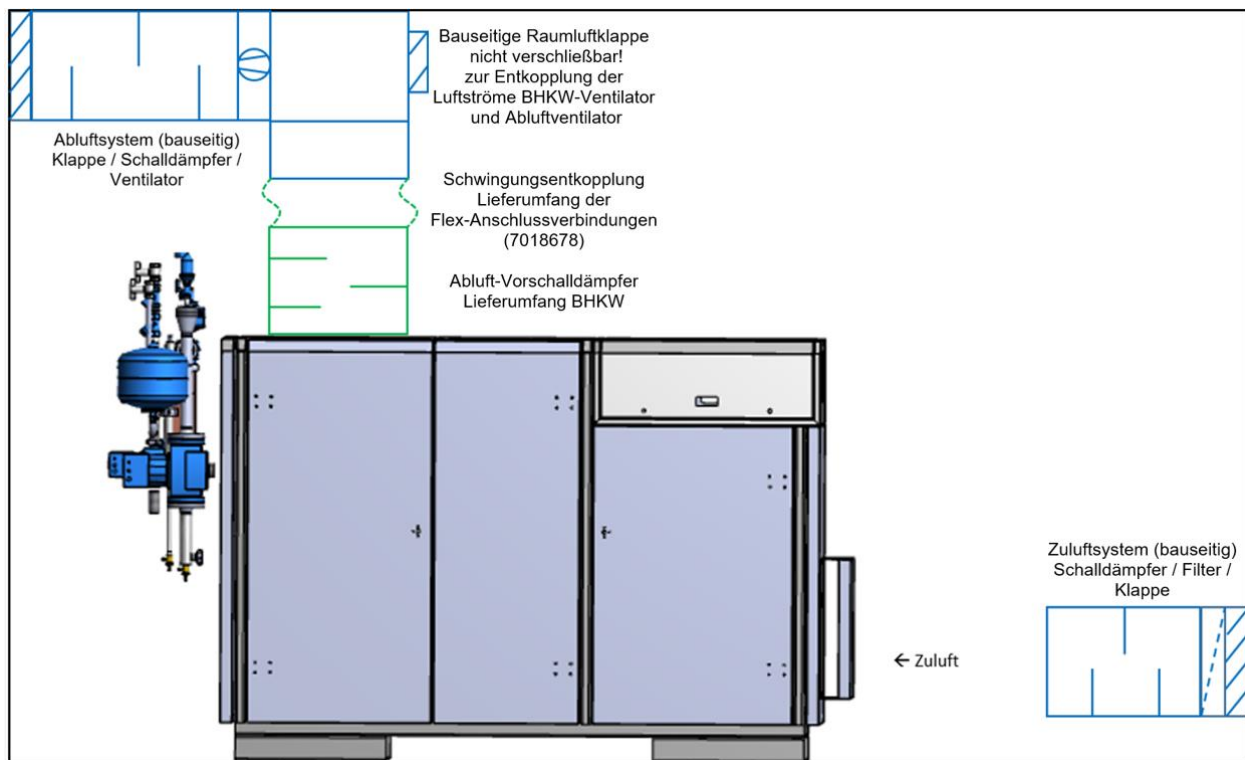 Bauseitige Raumluftklappe
nicht verschließbar!
zur Entkopplung der
Luftströme BHKW-Ventilator
und Abluftventilator
Abluftsystem (bauseitig)
Klappe / Schalldämpfer /
Ventilator
Schwingungsentkopplung
Lieferumfang der
Flex-Anschlussverbindungen
(7018678)
Abluft-Vorschalldämpfer
Lieferumfang BHKW
Zuluftsystem (bauseitig)
Schalldämpfer / Filter /
Klappe
← Zuluft